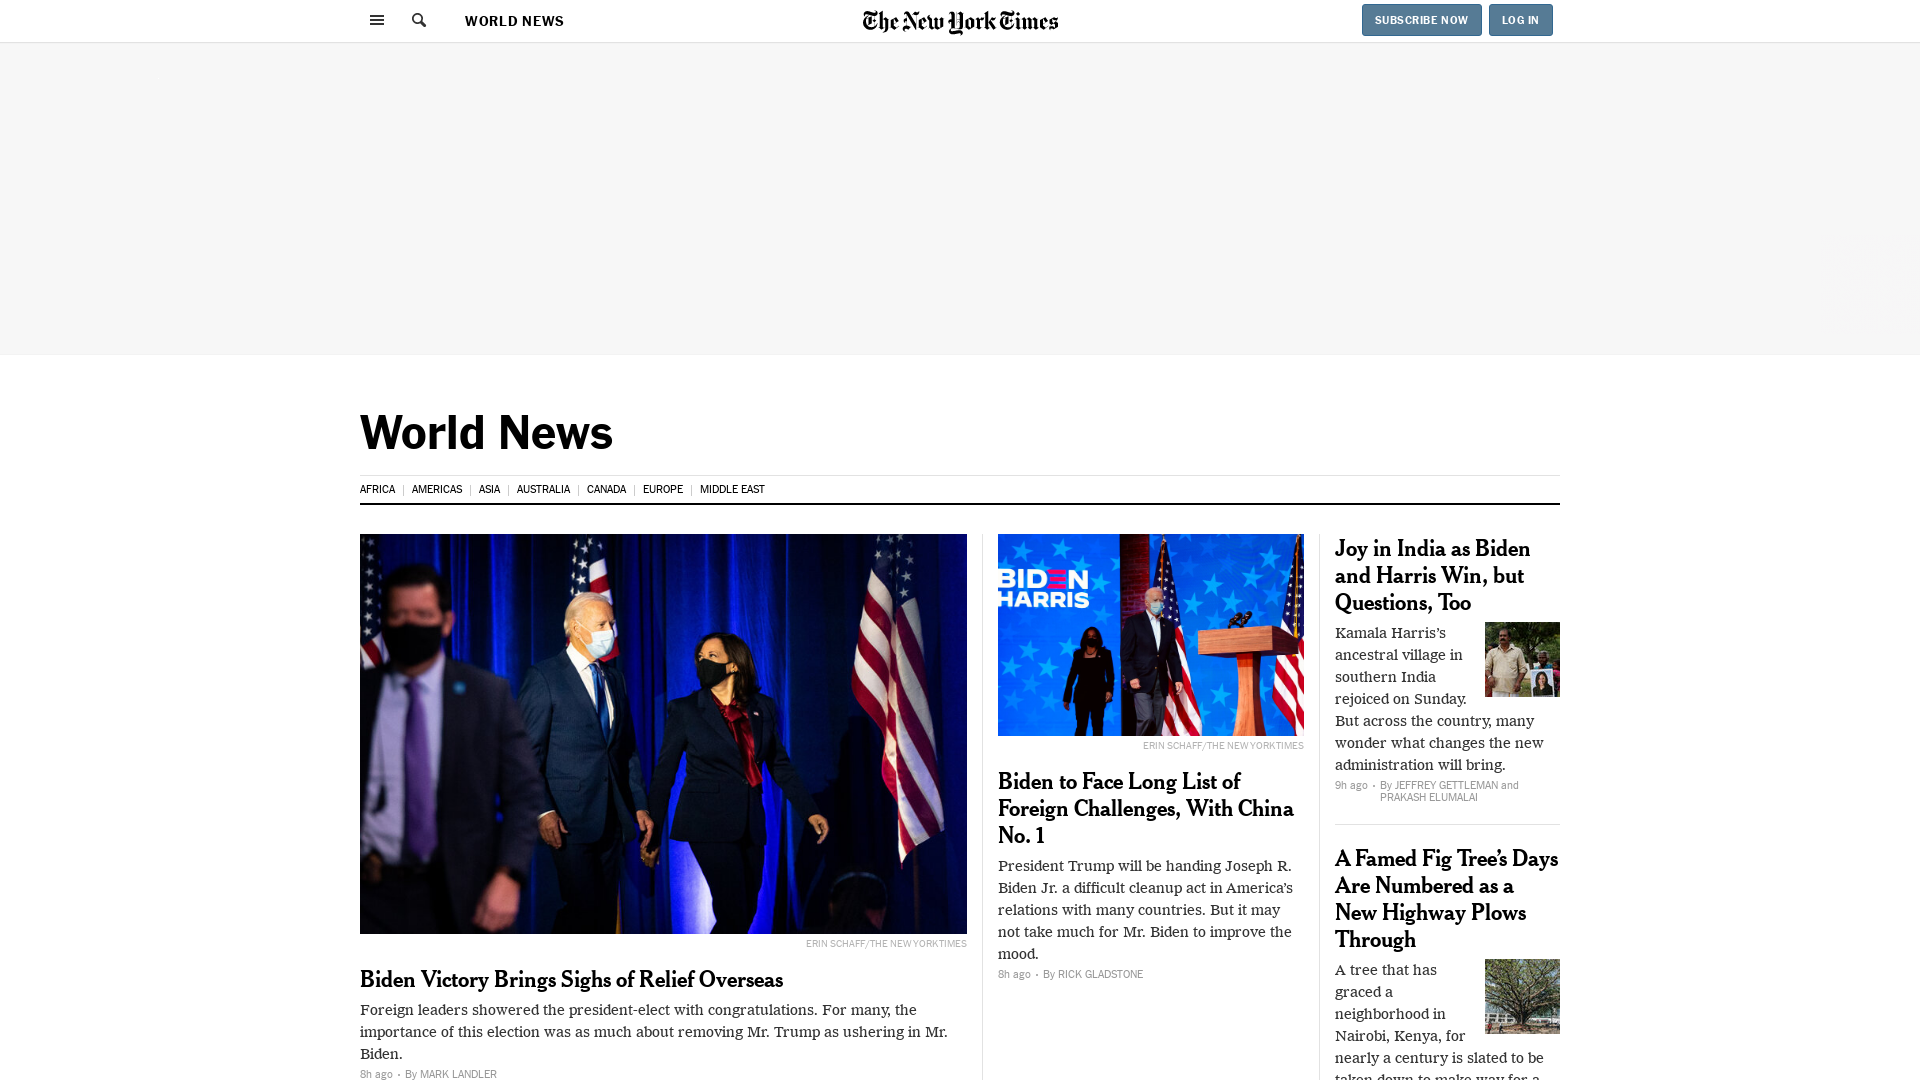 WORLD NEWS
The New York Times
SUBSCRIBE NOW
LOG IN
World News
AFRICA
AMERICAS
ASIA
AUSTRALIA
CANADA
EUROPE
MIDDLE EAST
ERIN SCHAFF/THE NEW YORK TIMES
Biden Victory Brings Sighs of Relief Overseas
Foreign leaders showered the president-elect with congratulations. For many, the
importance of this election was as much about removing Mr. Trump as ushering in Mr.
Biden.
8h ago • By MARK LANDLER
BIDEN
HARRIS
ERIN SCHAFF/THE NEW YORK TIMES
Biden to Face Long List of
Foreign Challenges, With China
No. 1
President Trump will be handing Joseph R.
Biden Jr. a difficult cleanup act in America’s
relations with many countries. But it may
not take much for Mr. Biden to improve the
mood.
8h ago • By RICK GLADSTONE
Joy in India as Biden
and Harris Win, but
Questions, Too
Kamala Harris’s
ancestral village in
southern India
rejoiced on Sunday.
But across the country, many
wonder what changes the new
administration will bring.
9h ago • By JEFFREY GETTLEMAN and
PRAKASH ELUMALAI
A Famed Fig Tree’s Days
Are Numbered as a
New Highway Plows
Through
A tree that has
graced a
neighborhood in
Nairobi, Kenya, for
nearly a century is slated to be
taken down to make way for a